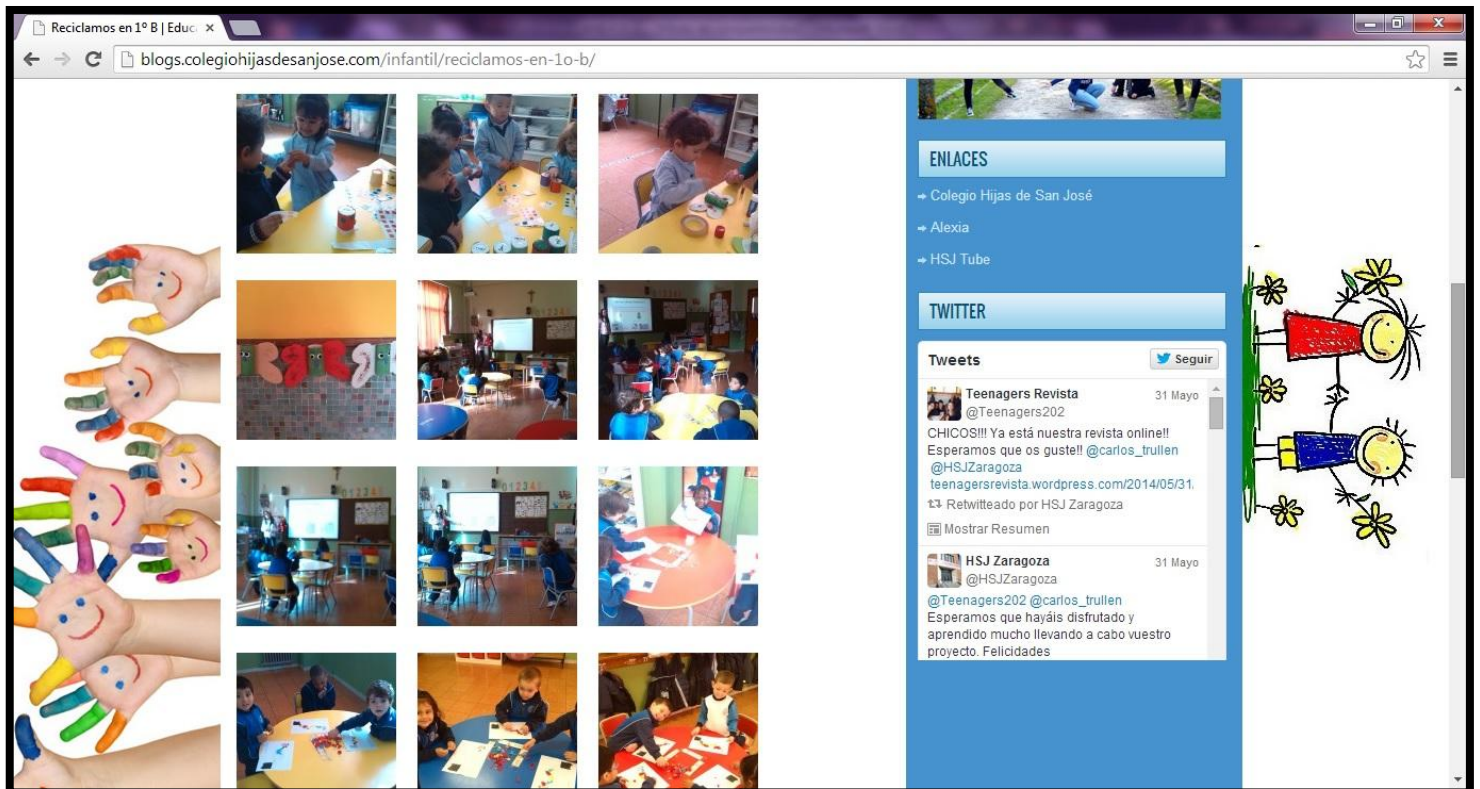 Reciclamos en 1º B | Educ
blogs.colegiohijasdesanjose.com/infantil/reciclamos-en-1o-b/
ENLACES
Colegio Hijas de San José
Alexia
HSJ Tube
TWITTER
Tweets
Seguir
Teenagers Revista
31 Mayo
@Teenagers202
CHICOS!!! Ya está nuestra revista online!!
Esperamos que os guste!! @carlos_trullen
@HSJZaragoza
teenagersrevista.wordpress.com/2014/05/31
Retwitteado por HSJ Zaragoza
Mostrar Resumen
HSJ Zaragoza
31 Mayo
@HSJZaragoza
@Teenagers202 @carlos_trullen
Esperamos que hayáis disfrutado y
aprendido mucho llevando a cabo vuestro
proyecto. Felicidades